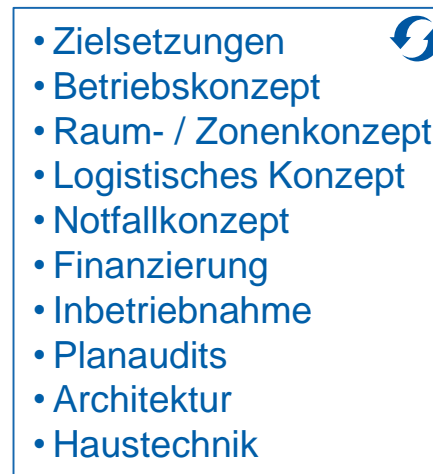 • Zielsetzungen
• Betriebskonzept
• Raum- / Zonenkonzept
• Logistisches Konzept
• Notfallkonzept
• Finanzierung
• Inbetriebnahme
• Planaudits
• Architektur
• Haustechnik